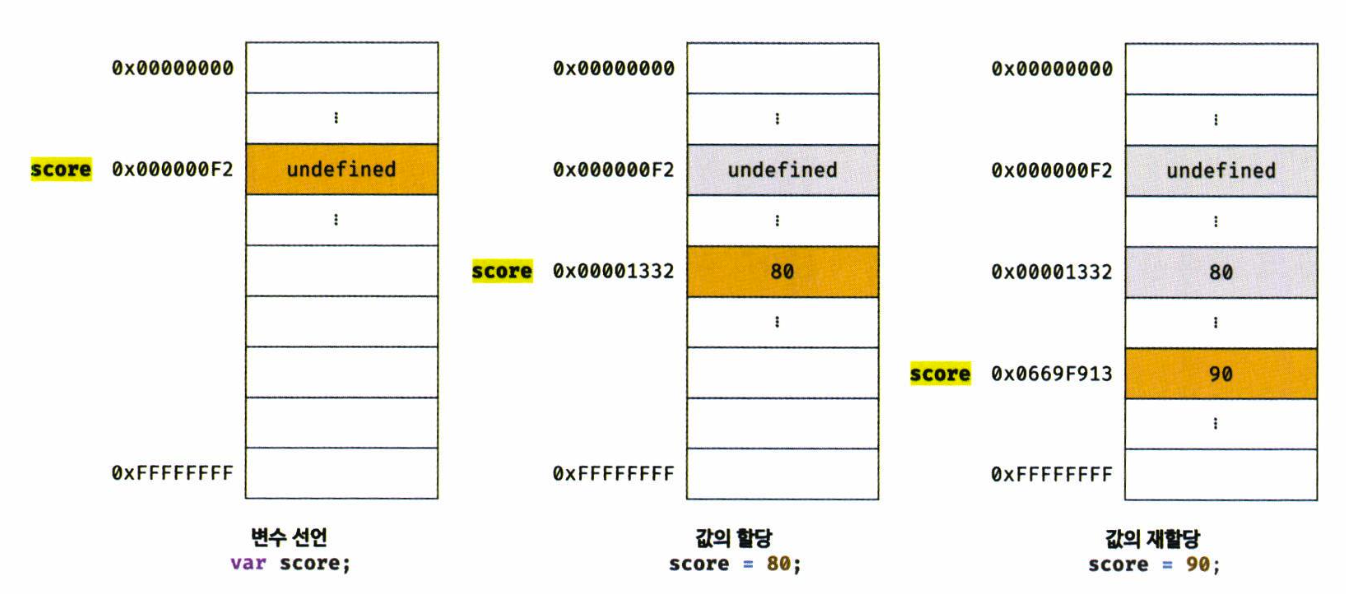 0x00000000
⋮
score 0x000000F2 undefined
⋮
0xFFFFFFFF
변수 선언
var score;
0x00000000
⋮
0x000000F2 undefined
⋮
score 0x00001332 80
⋮
0xFFFFFFFF
값의 할당
score = 80;
0x00000000
⋮
0x000000F2 undefined
⋮
0x00001332 80
⋮
score 0x0669F913 90
⋮
0xFFFFFFFF
값의 재할당
score = 90;